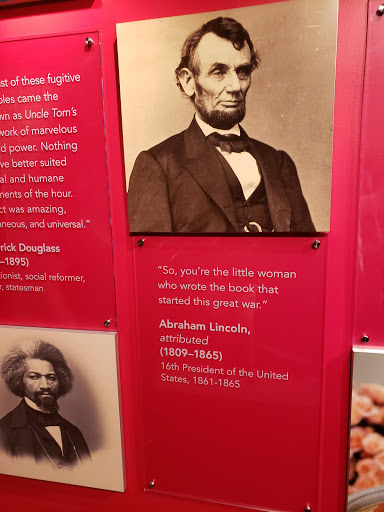 st of these fugitive
ples came the
wn as Uncle Tom's
work of marvelous
d power. Nothing
ve better suited
al and humane
ments of the hour.
ct was amazing,
neous, and universal."
rick Douglass
–1895)
tionist, social reformer,
r, statesman
"So, you're the little woman
who wrote the book that
started this great war."
Abraham Lincoln,
attributed
(1809–1865)
16th President of the United
States, 1861-1865